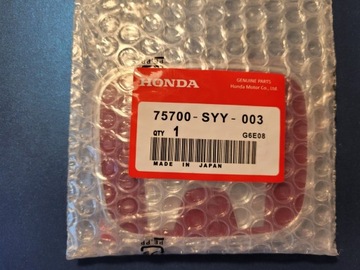 HONDA
GENUINE PARTS
Honda Motor Co., Ltd
75700-SYY-003
QTY 1
G6E08
MADE IN JAPAN